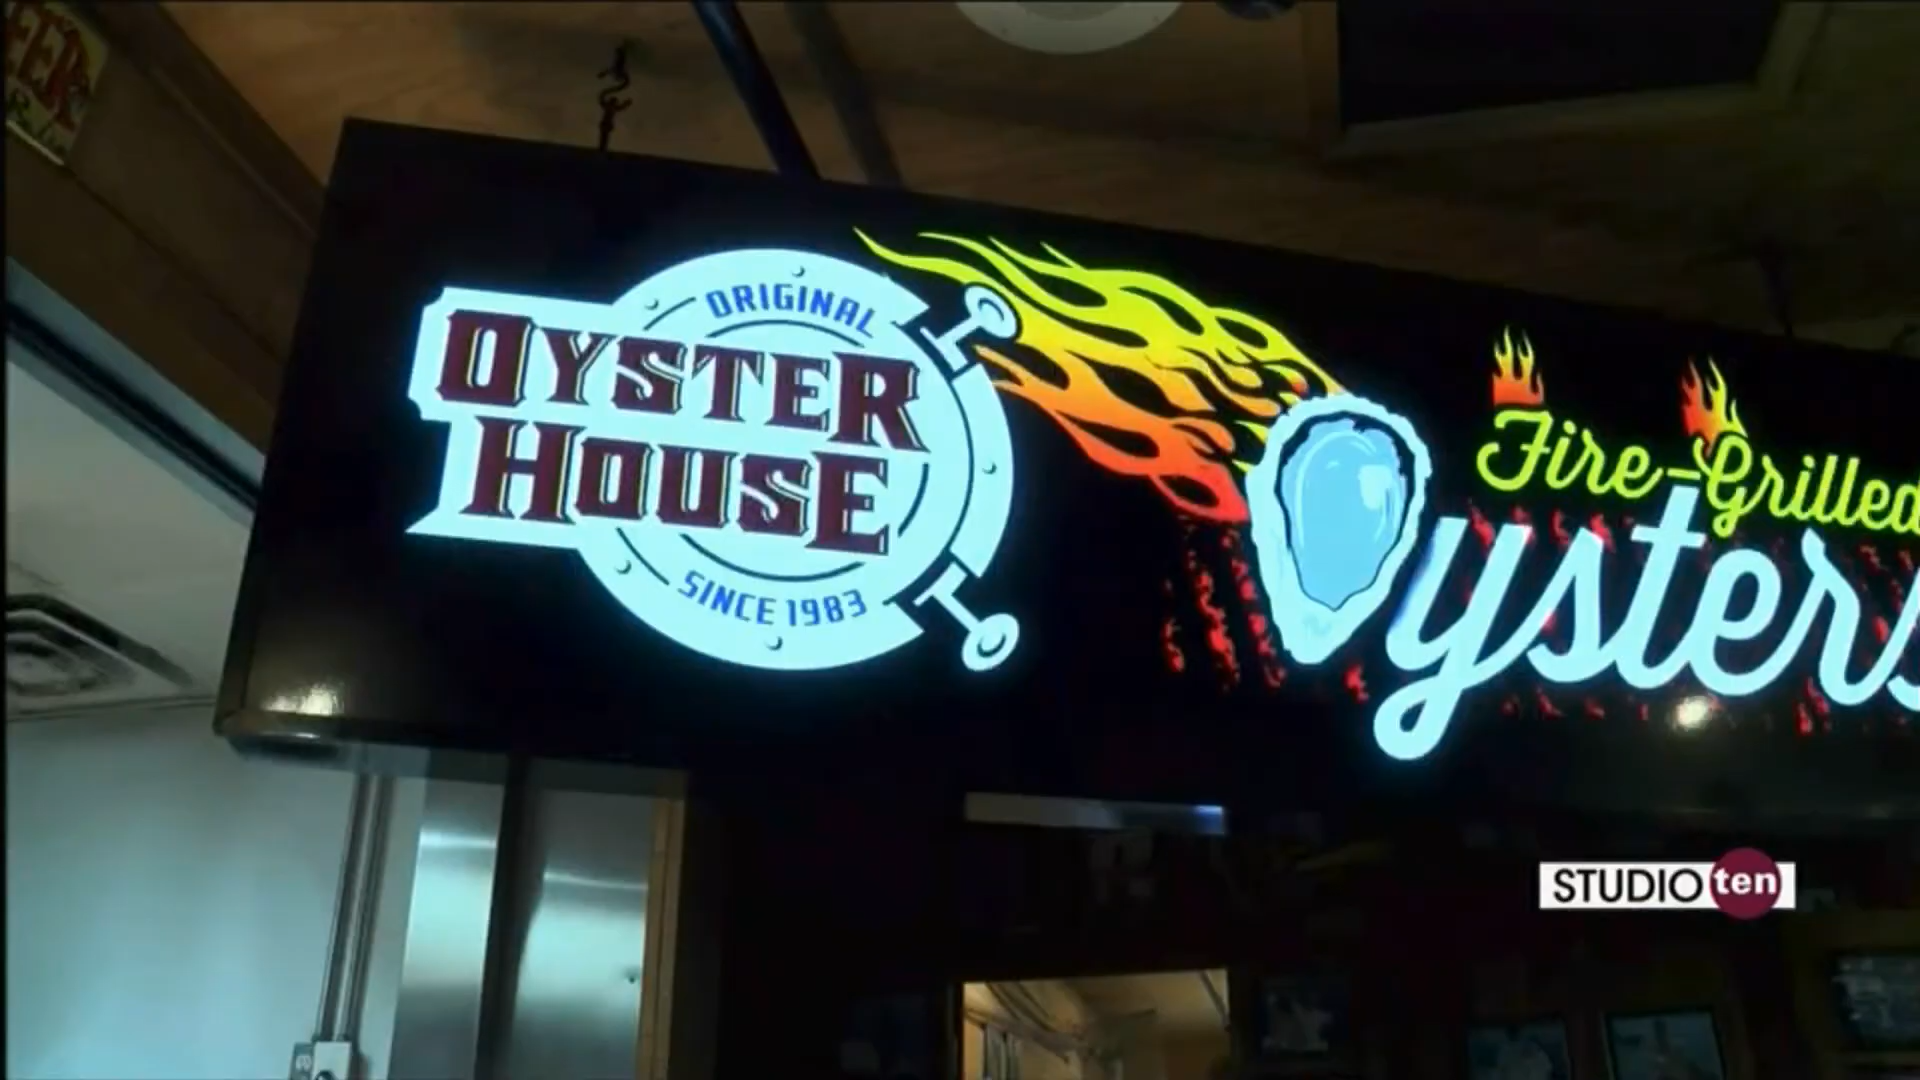 ORIGINAL
OYSTER
HOUSE
SINCE 1983
Fire-Grilled
Oysters
STUDIO ten